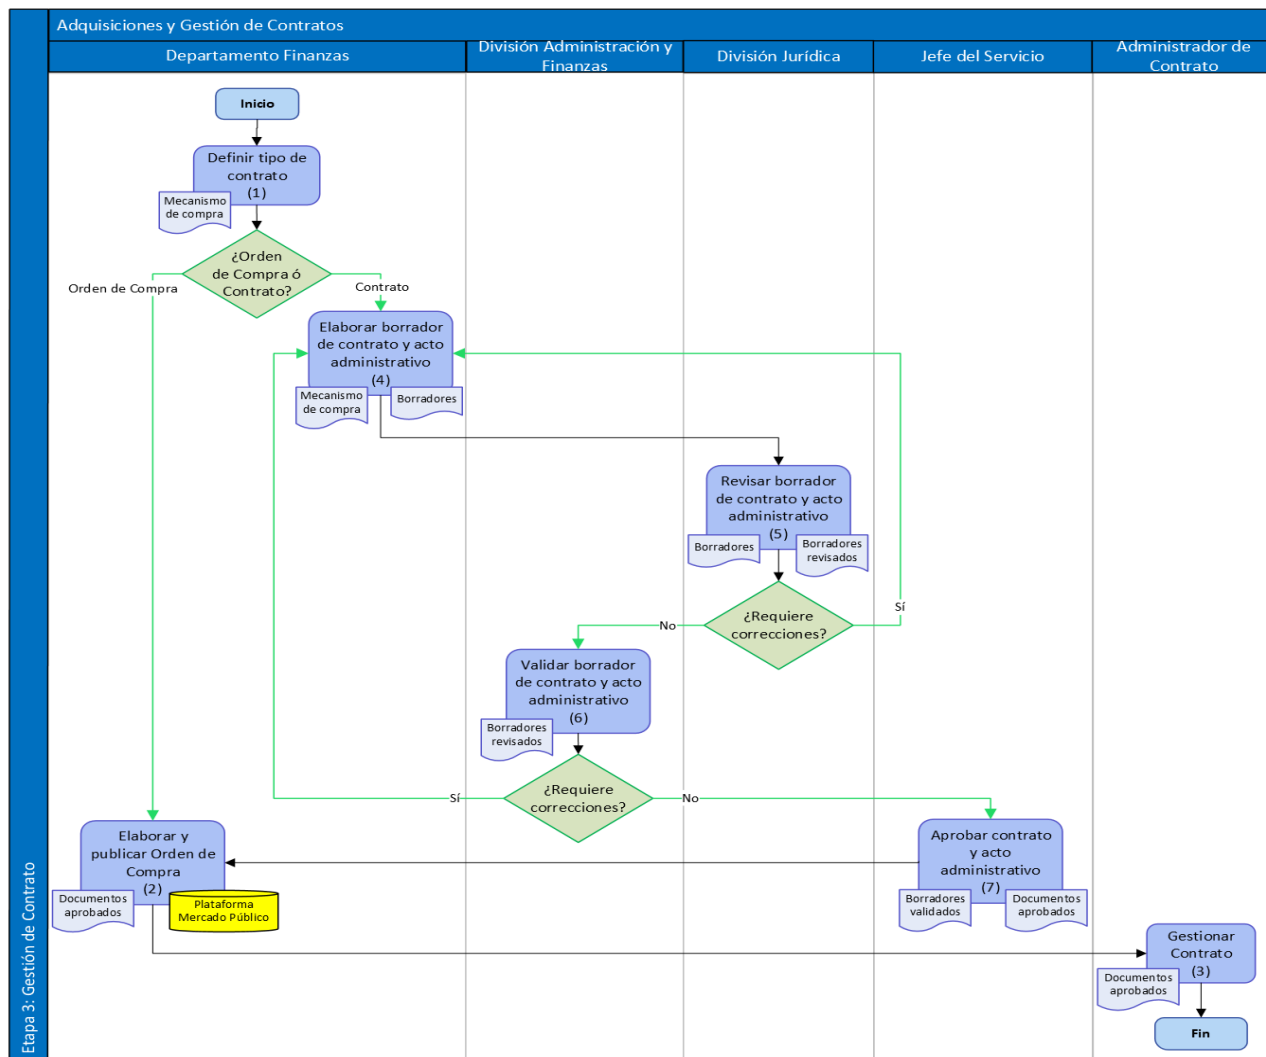 Adquisiciones y Gestión de Contratos
Departamento Finanzas
División Administración y
Finanzas
División Jurídica
Jefe del Servicio
Administrador de
Contrato
Etapa 3: Gestión de Contrato
Inicio
Definir tipo de
contrato
(1)
Mecanismo
de compra
¿Orden
de Compra ó
Contrato?
Orden de Compra
Contrato
Elaborar borrador
de contrato y acto
administrativo
(4)
Mecanismo
de compra
Borradores
Revisar borrador
de contrato y acto
administrativo
(5)
Borradores
Borradores
revisados
¿Requiere
correcciones?
No
Sí
Validar borrador
de contrato y acto
administrativo
(6)
Borradores
revisados
¿Requiere
correcciones?
Sí
No
Elaborar y
publicar Orden de
Compra
(2)
Documentos
aprobados
Plataforma
Mercado Público
Aprobar contrato
y acto
administrativo
(7)
Borradores
validados
Documentos
aprobados
Gestionar
Contrato
(3)
Documentos
aprobados
Fin